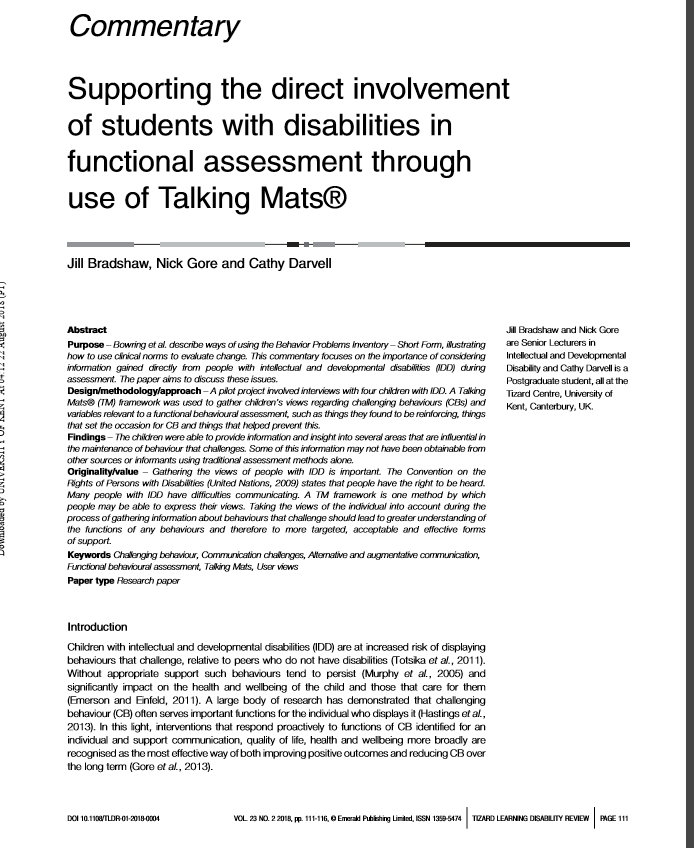 Commentary
Supporting the direct involvement
of students with disabilities in
functional assessment through
use of Talking Mats®
Jill Bradshaw, Nick Gore and Cathy Darvell
Abstract
Purpose – Bowring et al. describe ways of using the Behavior Problems Inventory – Short Form, illustrating
how to use clinical norms to evaluate change. This commentary focuses on the importance of considering
information gained directly from people with intellectual and developmental disabilities (IDD) during
assessment. The paper aims to discuss these issues.
Design/methodology/approach – A pilot project involved interviews with four children with IDD. A Talking
Mats® (TM) framework was used to gather children's views regarding challenging behaviours (CBs) and
variables relevant to a functional behavioural assessment, such as things they found to be reinforcing, things
that set the occasion for CB and things that helped prevent this.
Findings – The children were able to provide information and insight into several areas that are influential in
the maintenance of behaviour that challenges. Some of this information may not have been obtainable from
other sources or informants using traditional assessment methods alone.
Originality/value – Gathering the views of people with IDD is important. The Convention on the
Rights of Persons with Disabilities (United Nations, 2009) states that people have the right to be heard.
Many people with IDD have difficulties communicating. A TM framework is one method by which
people may be able to express their views. Taking the views of the individual into account during the
process of gathering information about behaviours that challenge should lead to greater understanding of
the functions of any behaviours and therefore to more targeted, acceptable and effective forms
of support.
Keywords Challenging behaviour, Communication challenges, Alternative and augmentative communication,
Functional behavioural assessment, Talking Mats, User views
Paper type Research paper
Jill Bradshaw and Nick Gore
are Senior Lecturers in
Intellectual and Developmental
Disability and Cathy Darvell is a
Postgraduate student, all at the
Tizard Centre, University of
Kent, Canterbury, UK.
Introduction
Children with intellectual and developmental disabilities (IDD) are at increased risk of displaying
behaviours that challenge, relative to peers who do not have disabilities (Totsika et al., 2011).
Without appropriate support such behaviours tend to persist (Murphy et al., 2005) and
significantly impact on the health and wellbeing of the child and those that care for them
(Emerson and Einfeld, 2011). A large body of research has demonstrated that challenging
behaviour (CB) often serves important functions for the individual who displays it (Hastings et al.,
2013). In this light, interventions that respond proactively to functions of CB identified for an
individual and support communication, quality of life, health and wellbeing more broadly are
recognised as the most effective way of both improving positive outcomes and reducing CB over
the long term (Gore et al., 2013).
DOI 10.1108/TLDR-01-2018-0004 VOL. 23 NO. 2 2018, pp. 111-116, © Emerald Publishing Limited, ISSN 1359-5474 TIZARD LEARNING DISABILITY REVIEW PAGE 111
Downloaded by UNIVERSITY OF KENT At 04:12 22 August 2018 (PT)